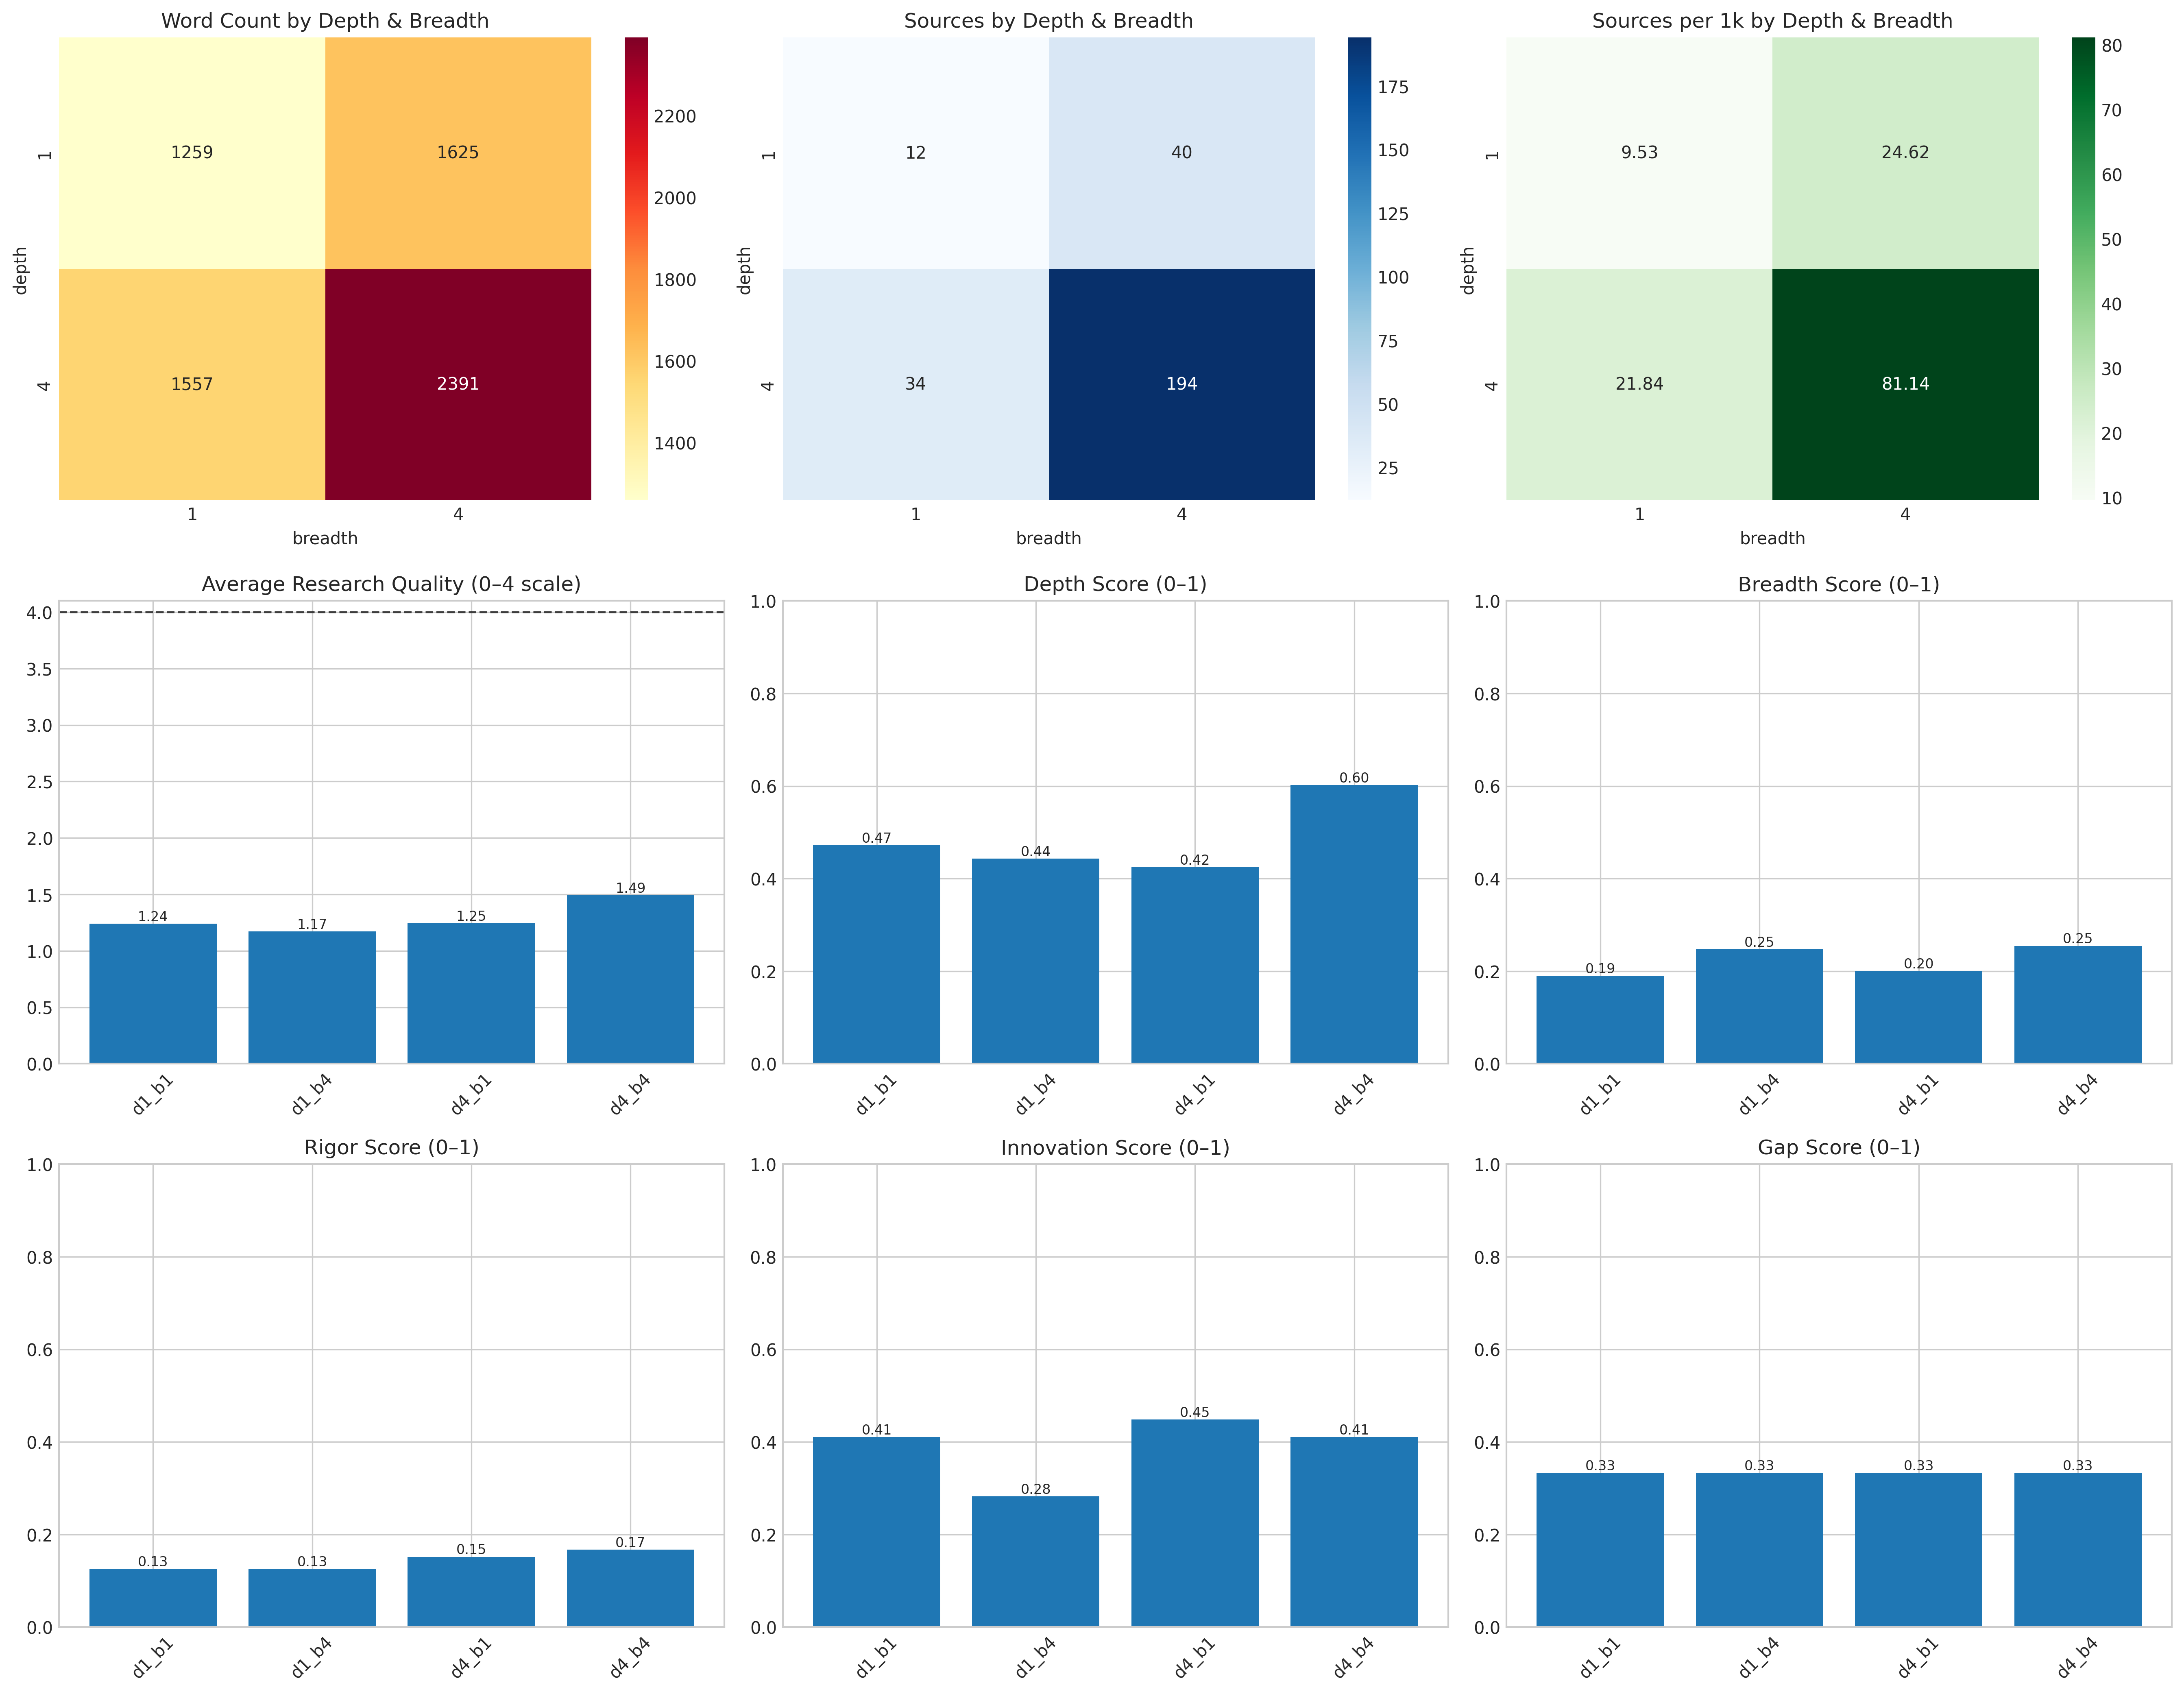 Word Count by Depth & Breadth
1259 1625
1557 2391
1
4
depth
1 4
breadth
2200
2000
1800
1600
1400
Sources by Depth & Breadth
12 40
34 194
1
4
depth
1 4
breadth
175
150
125
100
75
50
25
Sources per 1k by Depth & Breadth
9.53 24.62
21.84 81.14
1
4
depth
1 4
breadth
80
70
60
50
40
30
20
10
Average Research Quality (0–4 scale)
4.0
3.5
3.0
2.5
2.0
1.5
1.0
0.5
0.0
1.24 1.17 1.25 1.49
d1_b1 d1_b4 d4_b1 d4_b4
Depth Score (0–1)
1.0
0.8
0.6
0.4
0.2
0.0
0.47 0.44 0.42 0.60
d1_b1 d1_b4 d4_b1 d4_b4
Breadth Score (0–1)
1.0
0.8
0.6
0.4
0.2
0.0
0.19 0.25 0.20 0.25
d1_b1 d1_b4 d4_b1 d4_b4
Rigor Score (0–1)
1.0
0.8
0.6
0.4
0.2
0.0
0.13 0.13 0.15 0.17
d1_b1 d1_b4 d4_b1 d4_b4
Innovation Score (0–1)
1.0
0.8
0.6
0.4
0.2
0.0
0.41 0.28 0.45 0.41
d1_b1 d1_b4 d4_b1 d4_b4
Gap Score (0–1)
1.0
0.8
0.6
0.4
0.2
0.0
0.33 0.33 0.33 0.33
d1_b1 d1_b4 d4_b1 d4_b4